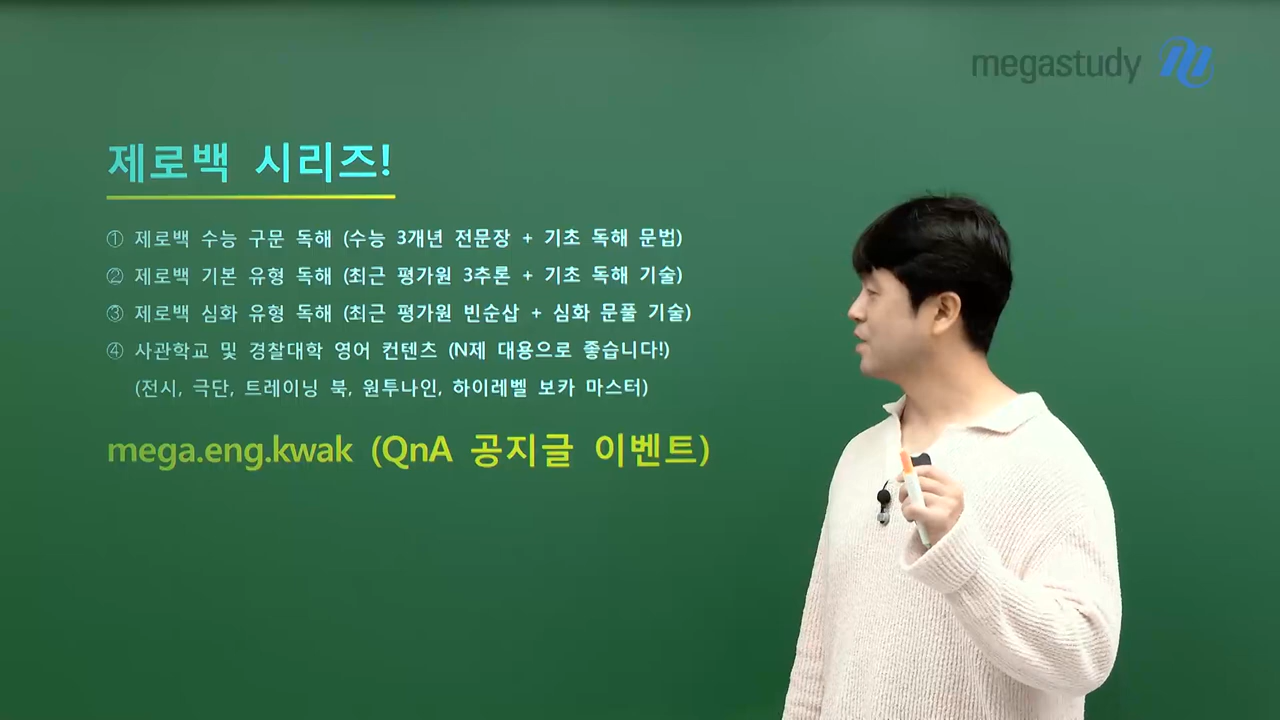 megastudy
제로백 시리즈!
① 제로백 수능 구문 독해 (수능 3개년 전문장 + 기초 독해 문법)
② 제로백 기본 유형 독해 (최근 평가원 3추론 + 기초 독해 기술)
③ 제로백 심화 유형 독해 (최근 평가원 빈순삽 + 심화 문풀 기술)
④ 사관학교 및 경찰대학 영어 컨텐츠 (N제 대용으로 좋습니다!)
(전시, 극단, 트레이닝 북, 원투나인, 하이레벨 보카 마스터)
mega.eng.kwak (QnA 공지글 이벤트)